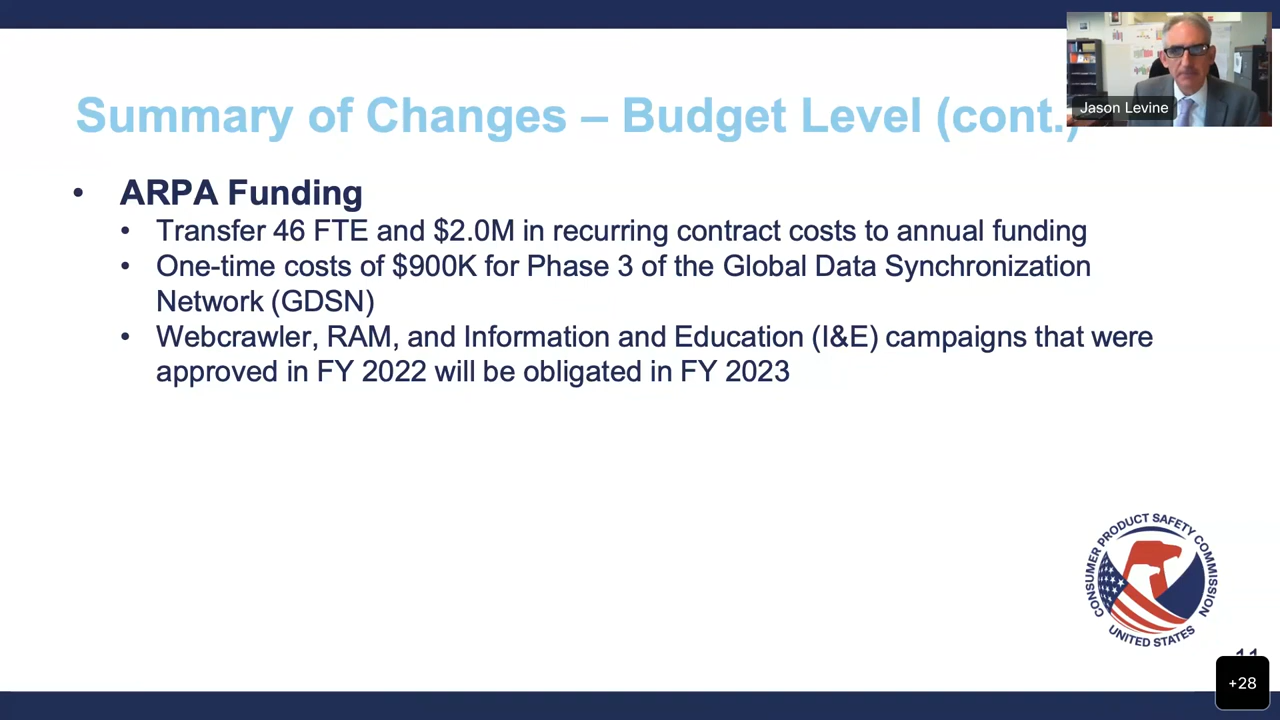 Summary of Changes – Budget Level (cont.)
Jason Levine
• ARPA Funding
• Transfer 46 FTE and $2.0M in recurring contract costs to annual funding
• One-time costs of $900K for Phase 3 of the Global Data Synchronization
Network (GDSN)
• Webcrawler, RAM, and Information and Education (I&E) campaigns that were
approved in FY 2022 will be obligated in FY 2023
CONSUMER PRODUCT SAFETY COMMISSION
UNITED STATES
11
+28